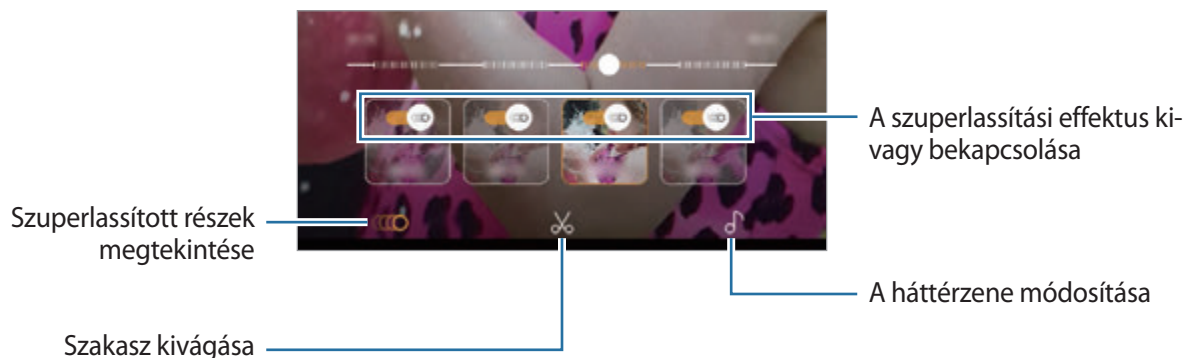 A szuperlassítási effektus ki-
vagy bekapcsolása
Szuperlassított részek
megtekintése
A háttérzene módosítása
Szakasz kivágása